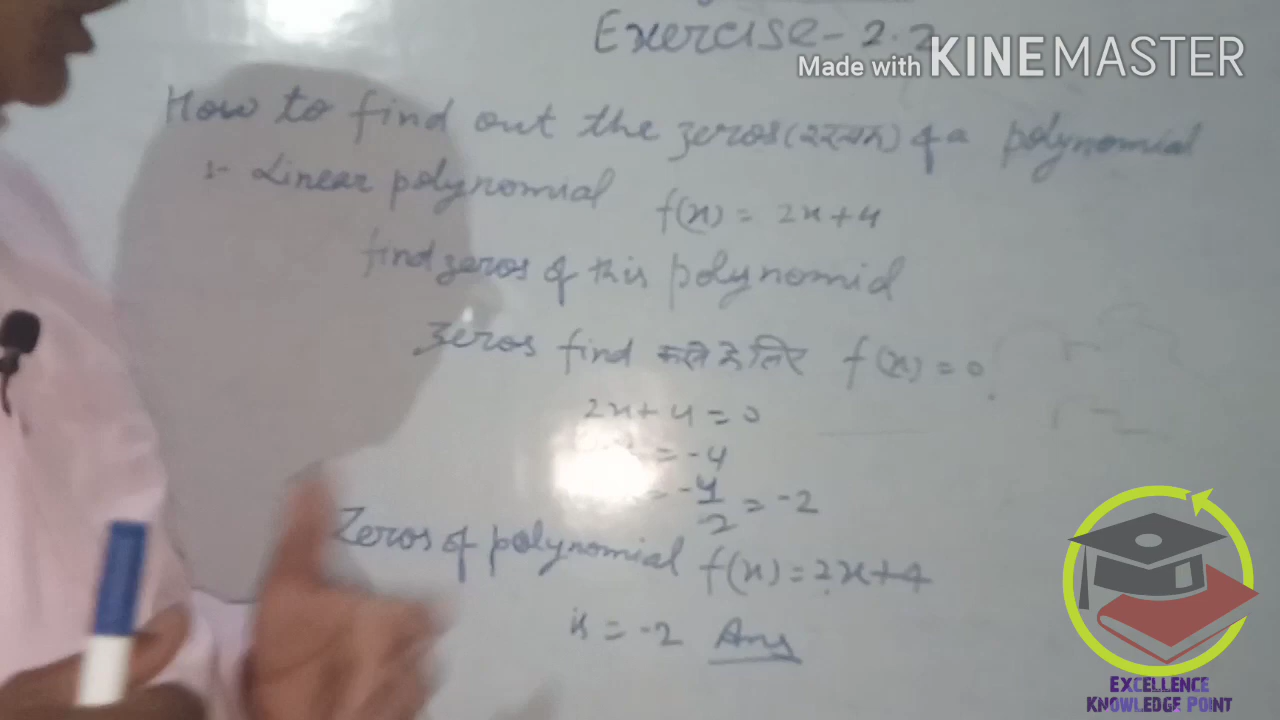 Exercise - 2.2
Made with KINEMASTER
How to find out the zeros ( ) of a polynomial
:- Linear polynomial f(x) = 2x+4
find zeros of this polynomial
zeros find करने के लिए f(x) = 0
2x + 4 = 0
= -4
= -4/2 = -2
Zeros of polynomial f(x) = 2x+4
x = -2 Ans
EXCELLENCE
KNOWLEDGE POINT